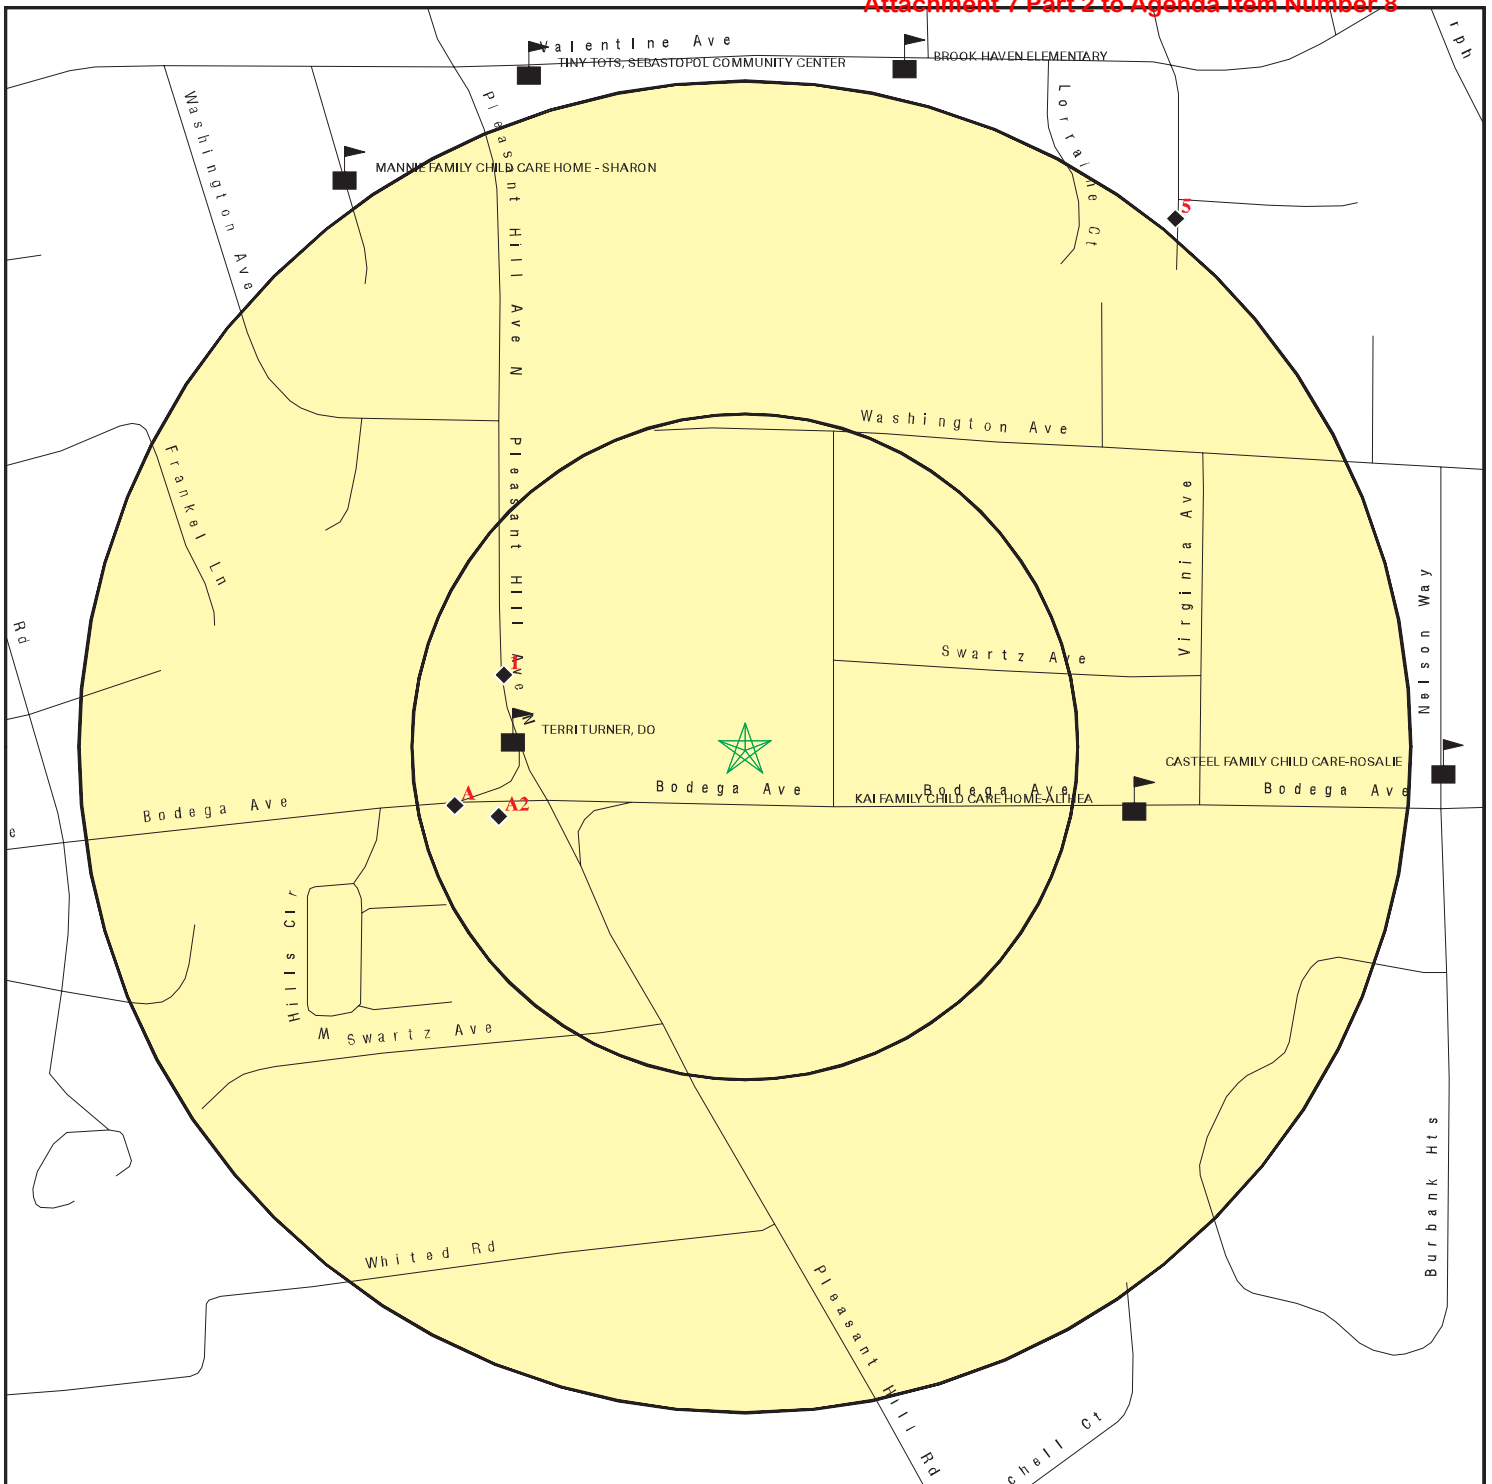 Attachment 7 Part 2 to Agenda Item Number 8
Valentine Ave
TINY TOTS, SEBASTOPOL COMMUNITY CENTER
BROOK HAVEN ELEMENTARY
rph
Washington Ave
Pleasant Hill Ave N
Lorraine Ct
MANNIE FAMILY CHILD CARE HOME - SHARON
5
Washington Ave
Frankel Ln
Pleasant Hill Ave N
Virginia Ave
Nelson Way
Rd
Swartz Ave
1
TERRI TURNER, DO
CASTEEL FAMILY CHILD CARE-ROSALIE
Bodega Ave
Bodega Ave
Bodega Ave
Bodega Ave
KAI FAMILY CHILD CARE HOME-ALTHEA
A
A2
e
Hills Cir
M
Swartz Ave
Burbank Hts
Whited Rd
Pleasant Hill Rd
chell Ct